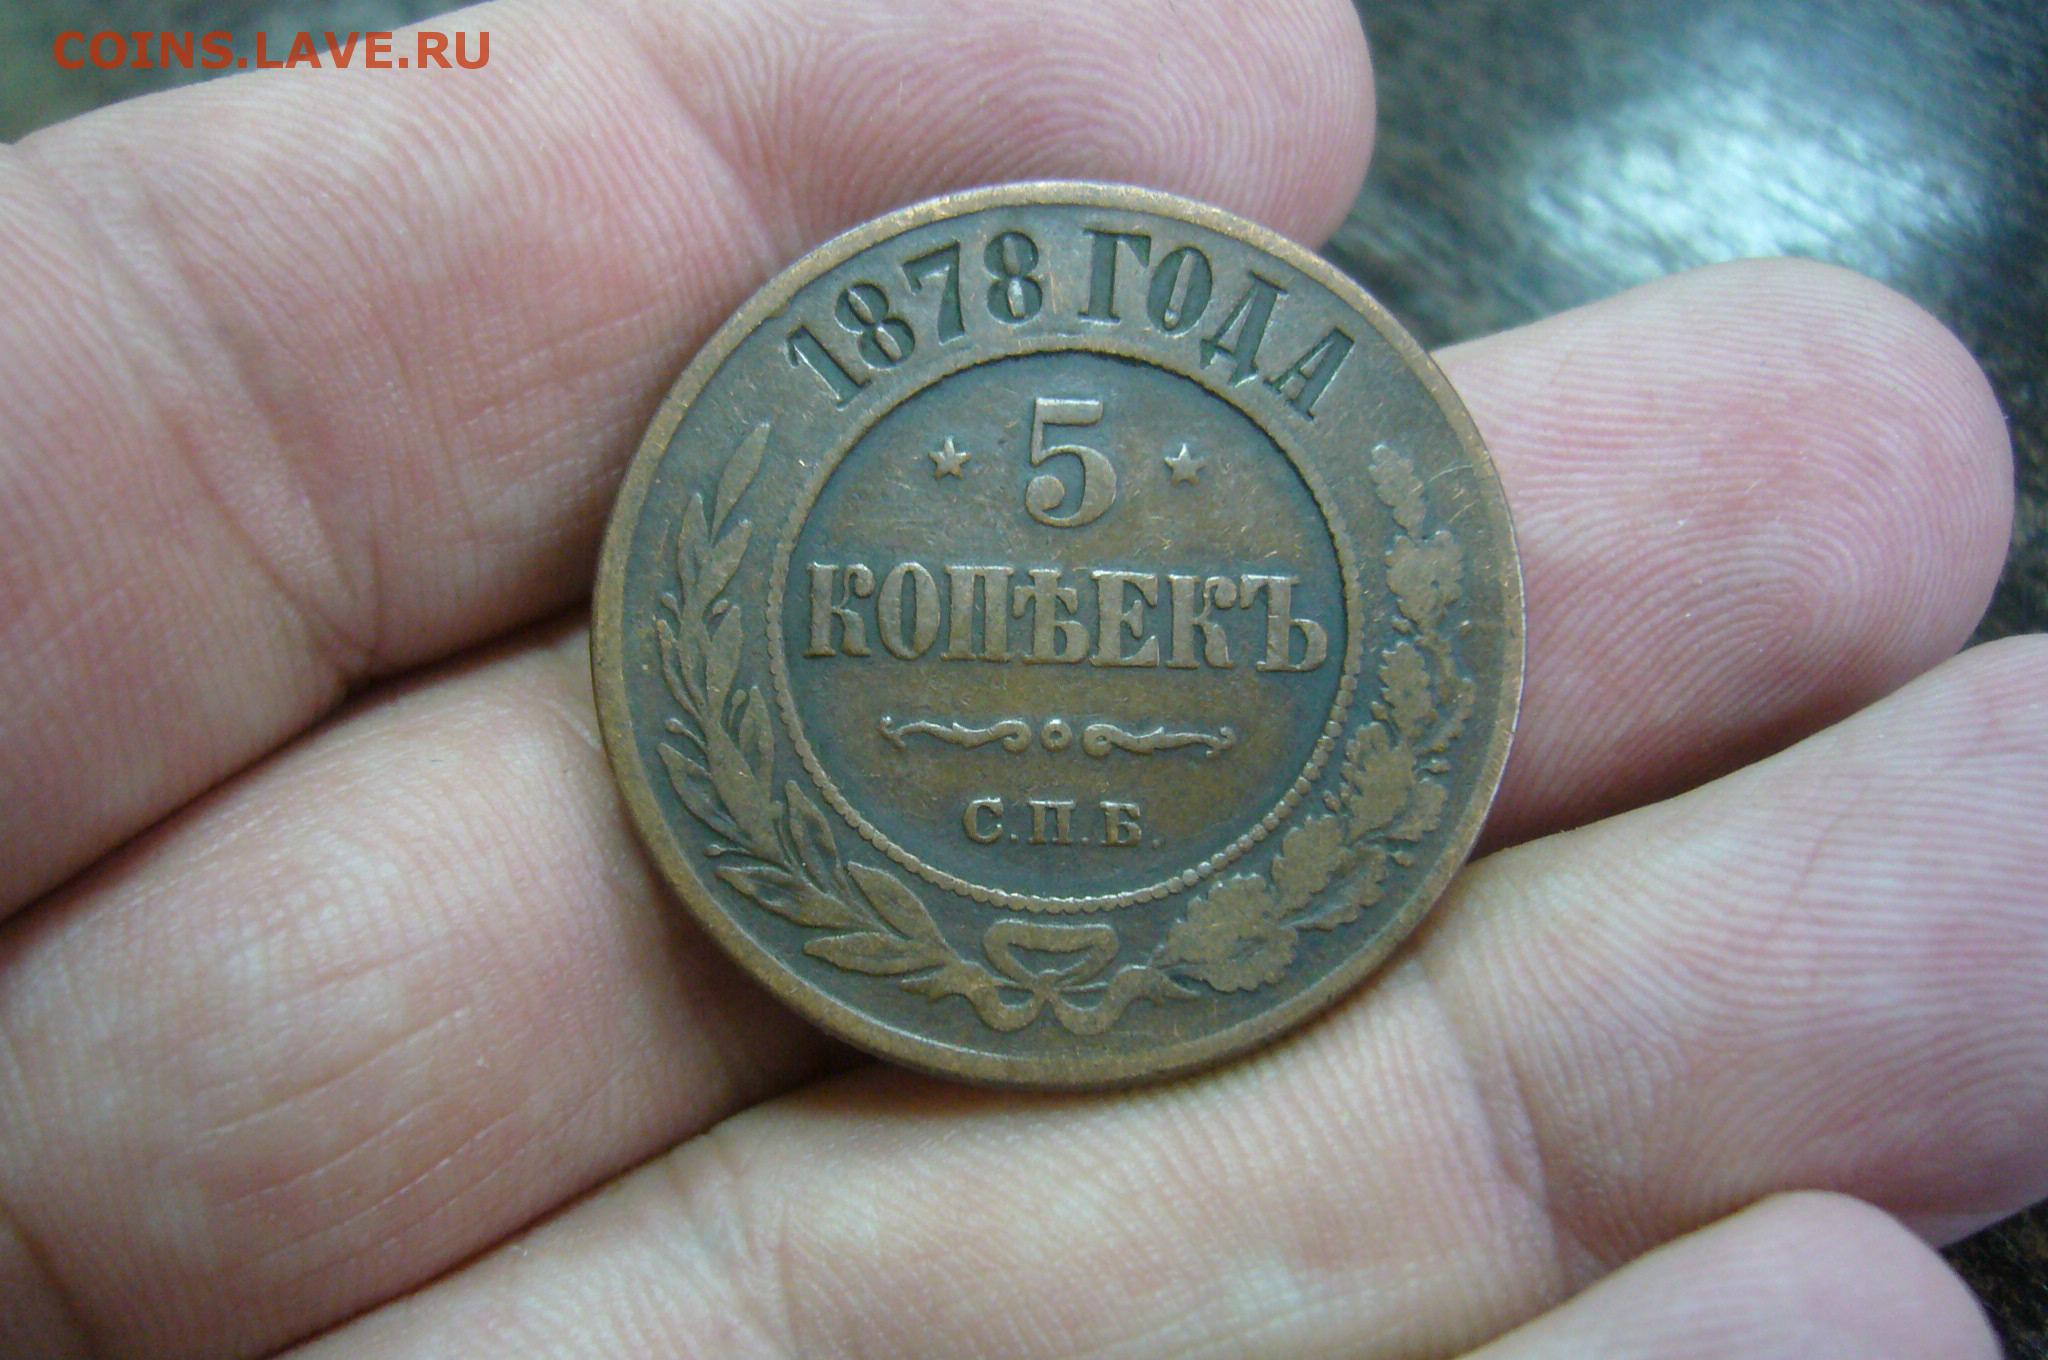 COINS.LAVE.RU
1878 ГОДА
5
КОПѢЕКЪ
С.П.Б.